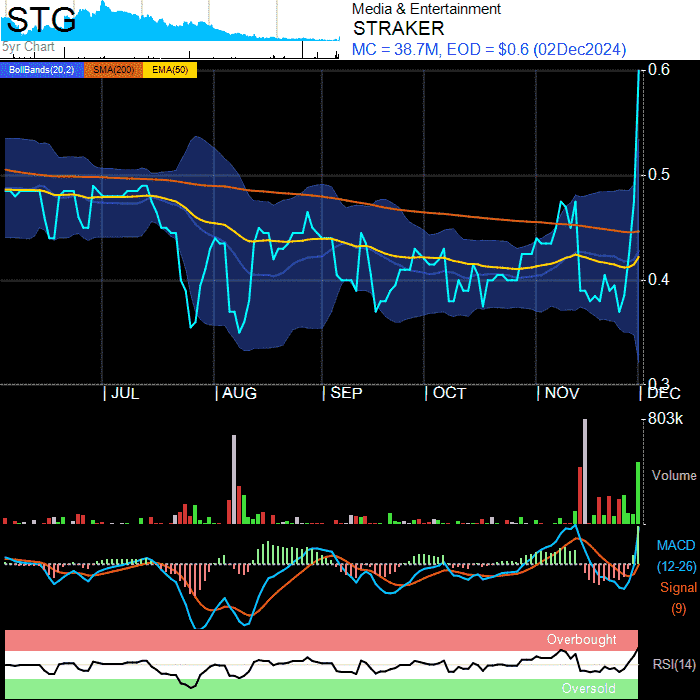 STG
5yr Chart
Media & Entertainment
STRAKER
MC = 38.7M, EOD = $0.6 (02Dec2024)
BollBands(20,2) SMA(200) EMA(50)
0.6
0.5
0.4
0.3
JUL AUG SEP OCT NOV DEC
803k
Volume
MACD
(12-26)
Signal
(9)
Overbought
RSI(14)
Oversold